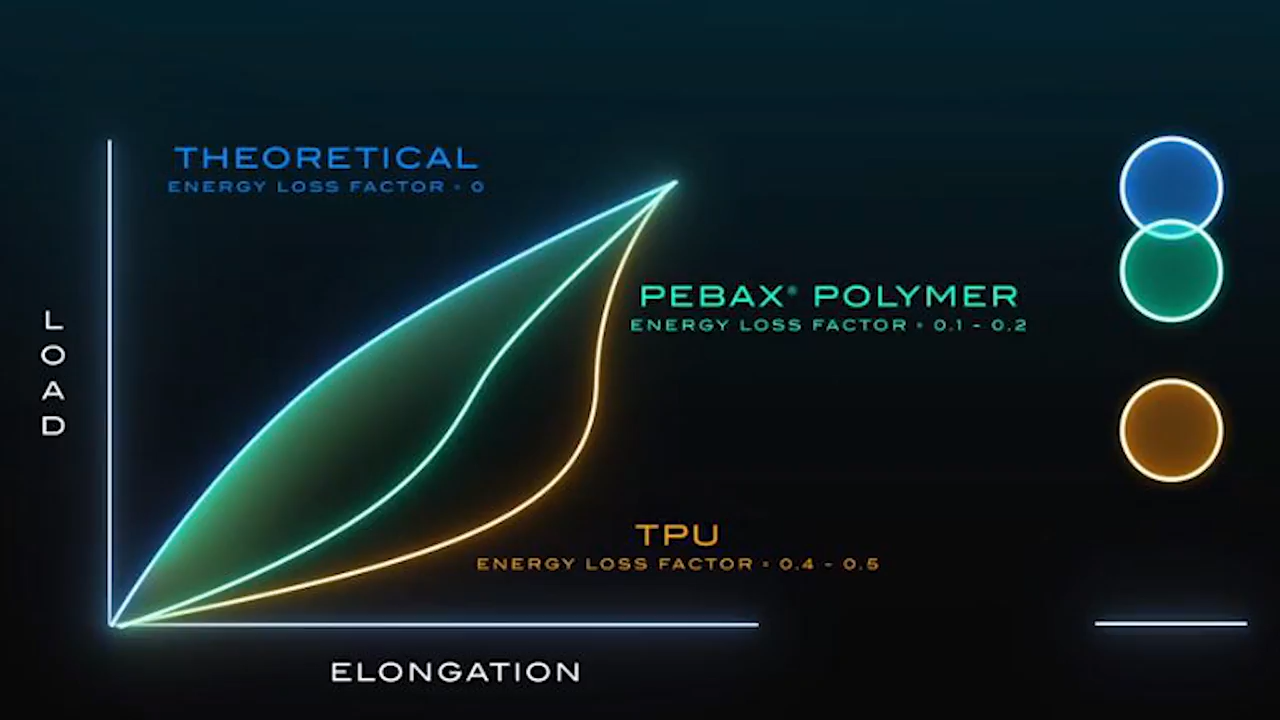 THEORETICAL
ENERGY LOSS FACTOR = 0
PEBAX® POLYMER
ENERGY LOSS FACTOR = 0.1 - 0.2
LOAD
TPU
ENERGY LOSS FACTOR = 0.4 - 0.5
ELONGATION